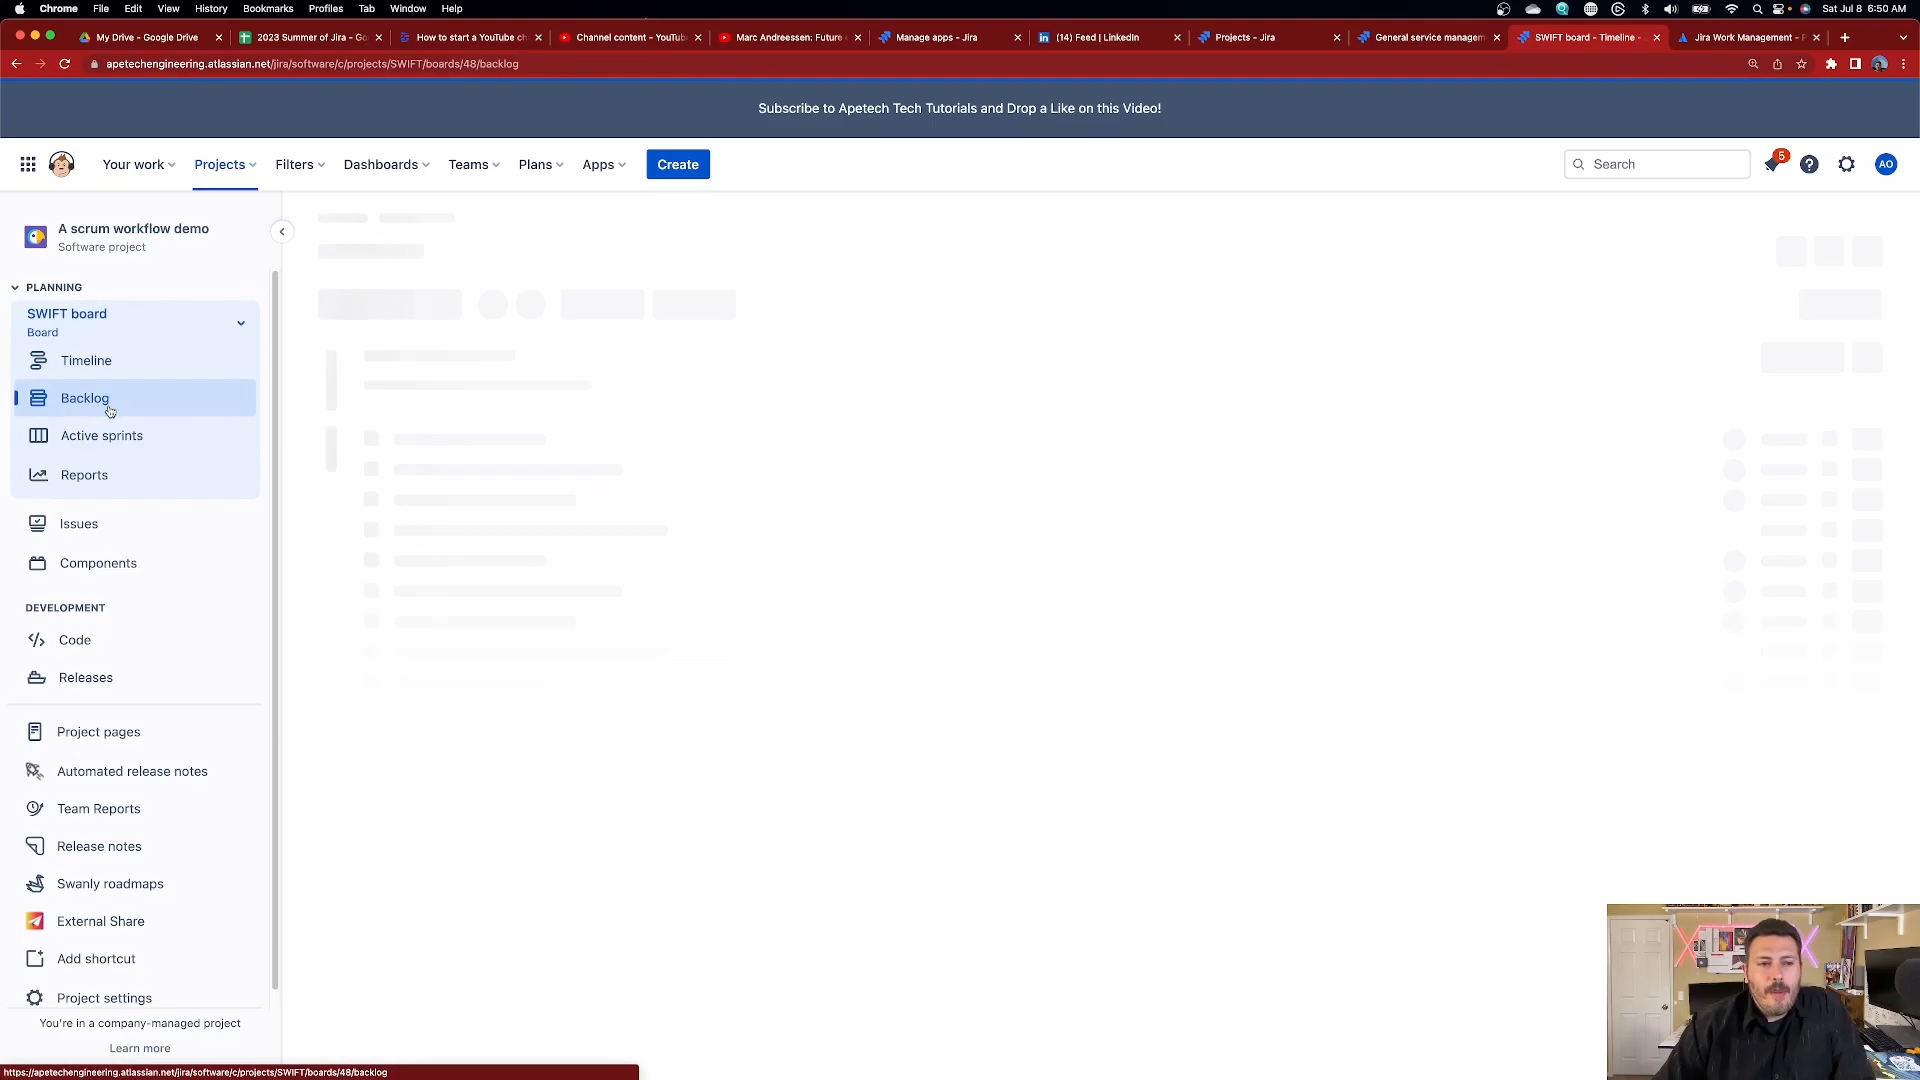 Chrome File Edit View History Bookmarks Profiles Tab Window Help
Sat Jul 8 6:50 AM
My Drive - Google Drive
2023 Summer of Jira - Go
How to start a YouTube ch
Channel content - YouTube
Marc Andreessen: Future
Manage apps - Jira
(14) Feed | LinkedIn
Projects - Jira
General service managem
SWIFT board - Timeline -
Jira Work Management - P
apetechengineering.atlassian.net/jira/software/c/projects/SWIFT/boards/48/backlog
Subscribe to Apetech Tech Tutorials and Drop a Like on this Video!
Your work Projects Filters Dashboards Teams Plans Apps Create
Search
5
AO
A scrum workflow demo
Software project
PLANNING
SWIFT board
Board
Timeline
Backlog
Active sprints
Reports
Issues
Components
DEVELOPMENT
Code
Releases
Project pages
Automated release notes
Team Reports
Release notes
Swanly roadmaps
External Share
Add shortcut
Project settings
You're in a company-managed project
Learn more
https://apetechengineering.atlassian.net/jira/software/c/projects/SWIFT/boards/48/backlog